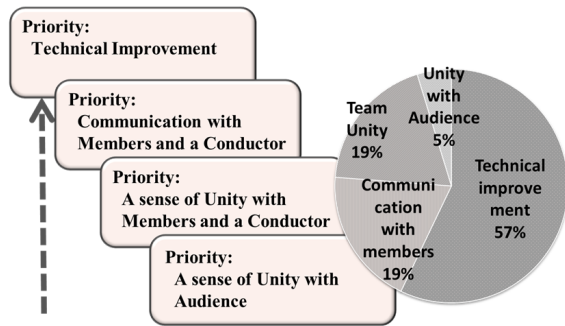 Priority:
Technical Improvement
Priority:
Communication with
Members and a Conductor
Priority:
A sense of Unity with
Members and a Conductor
Priority:
A sense of Unity with
Audience
Unity
with
Audience
5%
Team
Unity
19%
Communi
cation
with
members
19%
Technical
improve
ment
57%